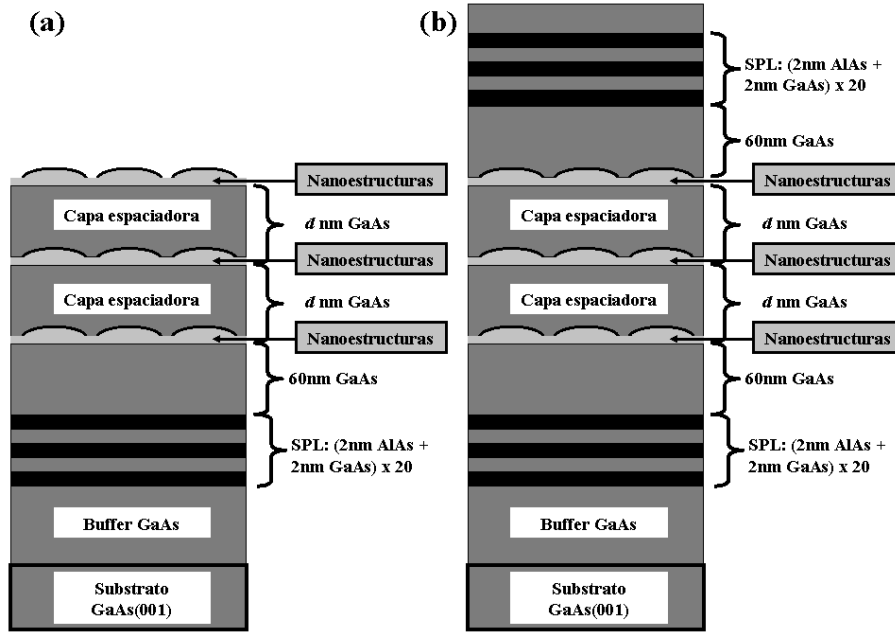 (a)
Nanoestructuras
Capa espaciadora
d nm GaAs
Nanoestructuras
Capa espaciadora
d nm GaAs
Nanoestructuras
60nm GaAs
SPL: (2nm AlAs +
2nm GaAs) x 20
Buffer GaAs
Substrato
GaAs(001)
(b)
SPL: (2nm AlAs +
2nm GaAs) x 20
60nm GaAs
Nanoestructuras
Capa espaciadora
d nm GaAs
Nanoestructuras
Capa espaciadora
d nm GaAs
Nanoestructuras
60nm GaAs
SPL: (2nm AlAs +
2nm GaAs) x 20
Buffer GaAs
Substrato
GaAs(001)